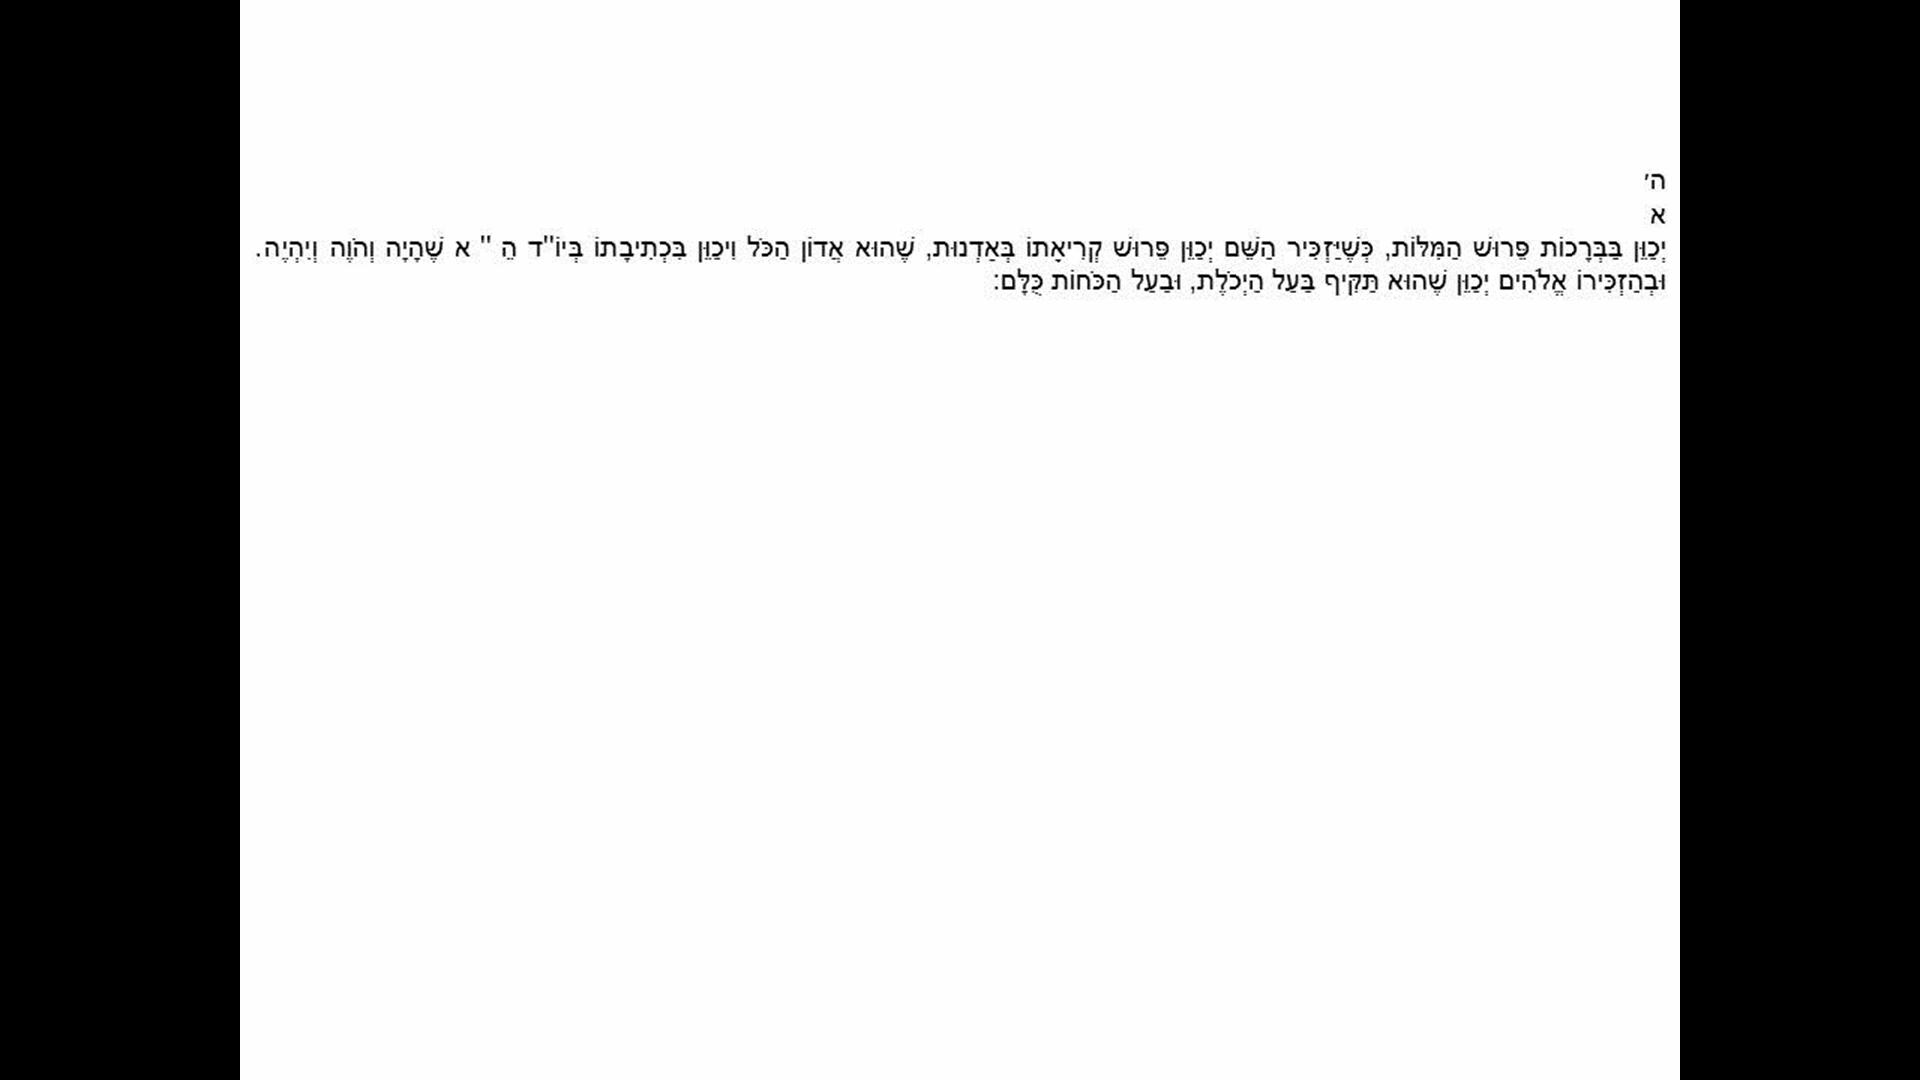 ה׳
א
יְכַוֵּן בַּבְּרָכוֹת פֵּרוּשׁ הַמִּלּוֹת, כְּשֶׁיַּזְכִּיר הַשֵּׁם יְכַוֵּן פֵּרוּשׁ קְרִיאָתוֹ בְּאַדְנוּת, שֶׁהוּא אֲדוֹן הַכֹּל וִיכַוֵּן בִּכְתִיבָתוֹ בְּיוֹ"ד הֵ " א שֶׁהָיָה וְהֹוֶה וְיִהְיֶה.
וּבְהַזְכִּירוֹ אֱלֹהִים יְכַוֵּן שֶׁהוּא תַּקִּיף בַּעַל הַיְכֹלֶת, וּבַעַל הַכֹּחוֹת כֻּלָּם: